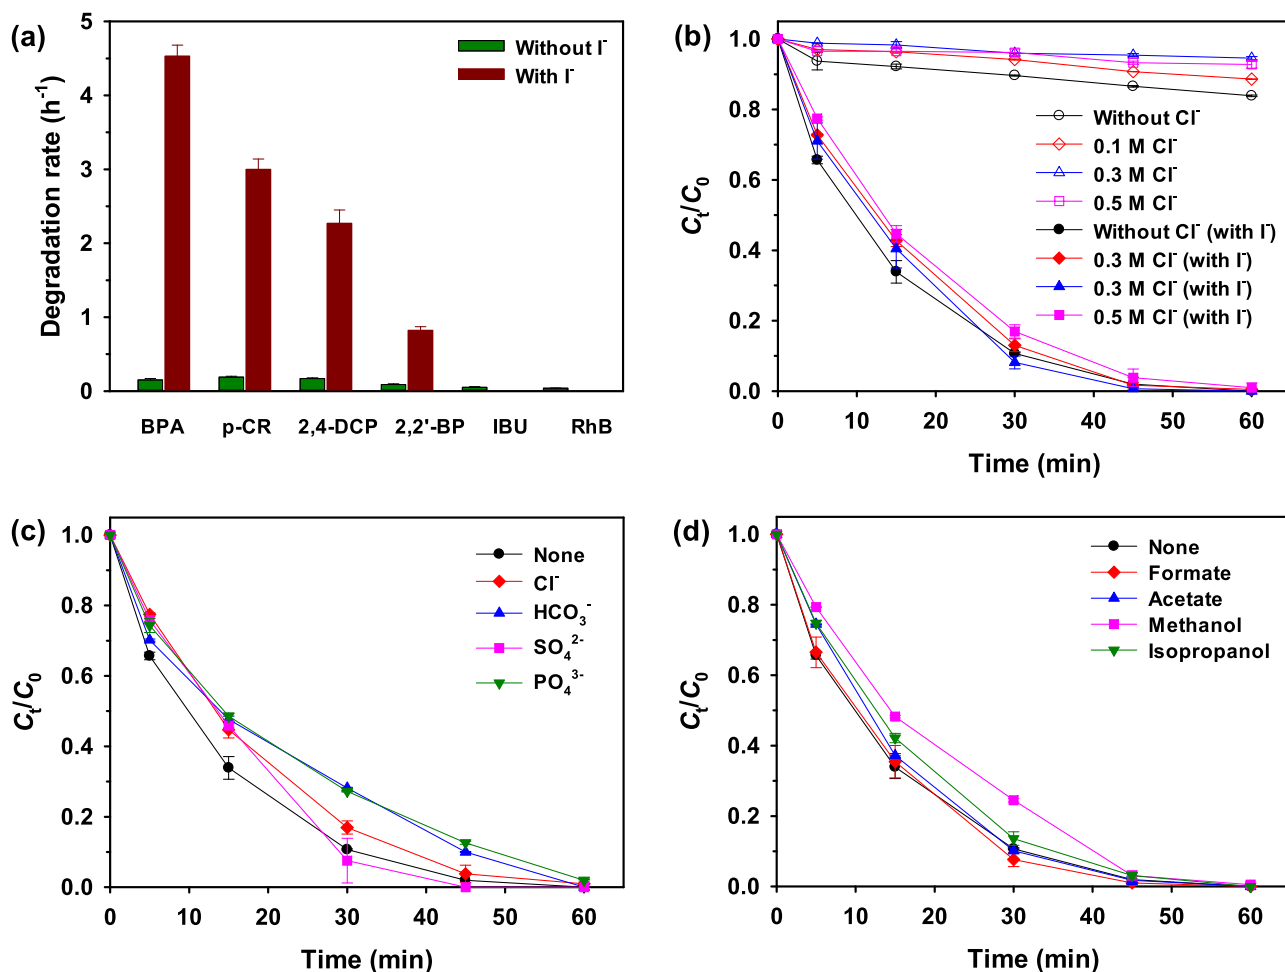 (a)
Without I⁻
With I⁻
Degradation rate (h⁻¹)
5
4
3
2
1
0
BPA p-CR 2,4-DCP 2,2'-BP IBU RhB
(b)
Cₜ/C₀
1.0
0.8
0.6
0.4
0.2
0.0
Without Cl⁻
0.1 M Cl⁻
0.3 M Cl⁻
0.5 M Cl⁻
Without Cl⁻ (with I⁻)
0.3 M Cl⁻ (with I⁻)
0.3 M Cl⁻ (with I⁻)
0.5 M Cl⁻ (with I⁻)
0 10 20 30 40 50 60
Time (min)
(c)
Cₜ/C₀
1.0
0.8
0.6
0.4
0.2
0.0
None
Cl⁻
HCO₃⁻
SO₄²⁻
PO₄³⁻
0 10 20 30 40 50 60
Time (min)
(d)
Cₜ/C₀
1.0
0.8
0.6
0.4
0.2
0.0
None
Formate
Acetate
Methanol
Isopropanol
0 10 20 30 40 50 60
Time (min)